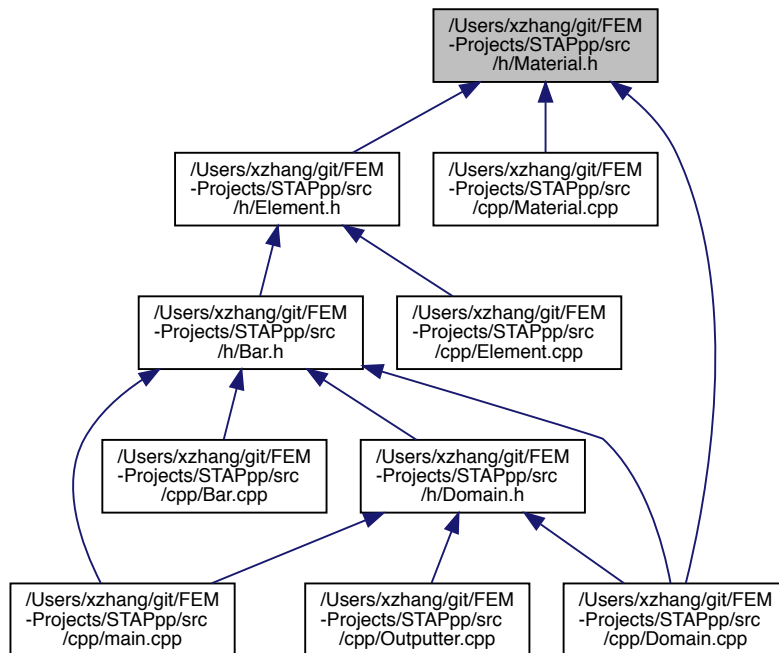 /Users/xzhang/git/FEM
-Projects/STAPpp/src
/h/Material.h
/Users/xzhang/git/FEM
-Projects/STAPpp/src
/h/Element.h
/Users/xzhang/git/FEM
-Projects/STAPpp/src
/cpp/Material.cpp
/Users/xzhang/git/FEM
-Projects/STAPpp/src
/h/Bar.h
/Users/xzhang/git/FEM
-Projects/STAPpp/src
/cpp/Element.cpp
/Users/xzhang/git/FEM
-Projects/STAPpp/src
/cpp/Bar.cpp
/Users/xzhang/git/FEM
-Projects/STAPpp/src
/h/Domain.h
/Users/xzhang/git/FEM
-Projects/STAPpp/src
/cpp/main.cpp
/Users/xzhang/git/FEM
-Projects/STAPpp/src
/cpp/Outputter.cpp
/Users/xzhang/git/FEM
-Projects/STAPpp/src
/cpp/Domain.cpp